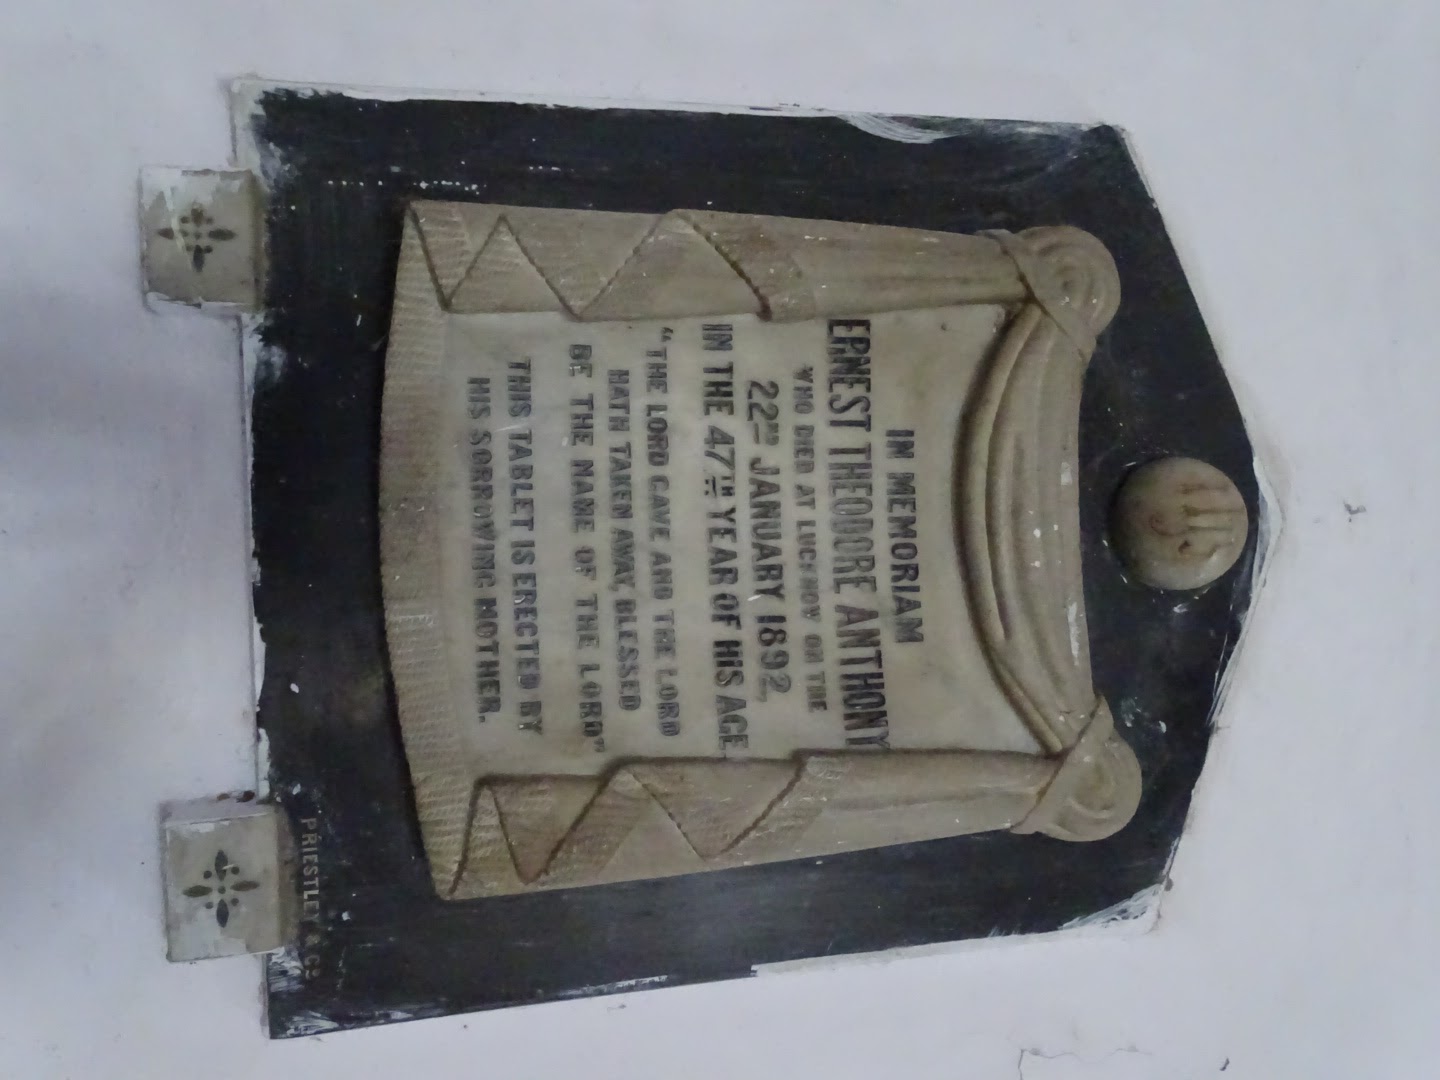 IHS
IN MEMORIAM
ERNEST THEODORE ANTHONY
WHO DIED AT LUCKNOW ON THE
22ND JANUARY 1892,
IN THE 47TH YEAR OF HIS AGE
"THE LORD GAVE AND THE LORD
HATH TAKEN AWAY, BLESSED
BE THE NAME OF THE LORD"
THIS TABLET IS ERECTED BY
HIS SORROWING MOTHER.
PRIESTLEY & CO